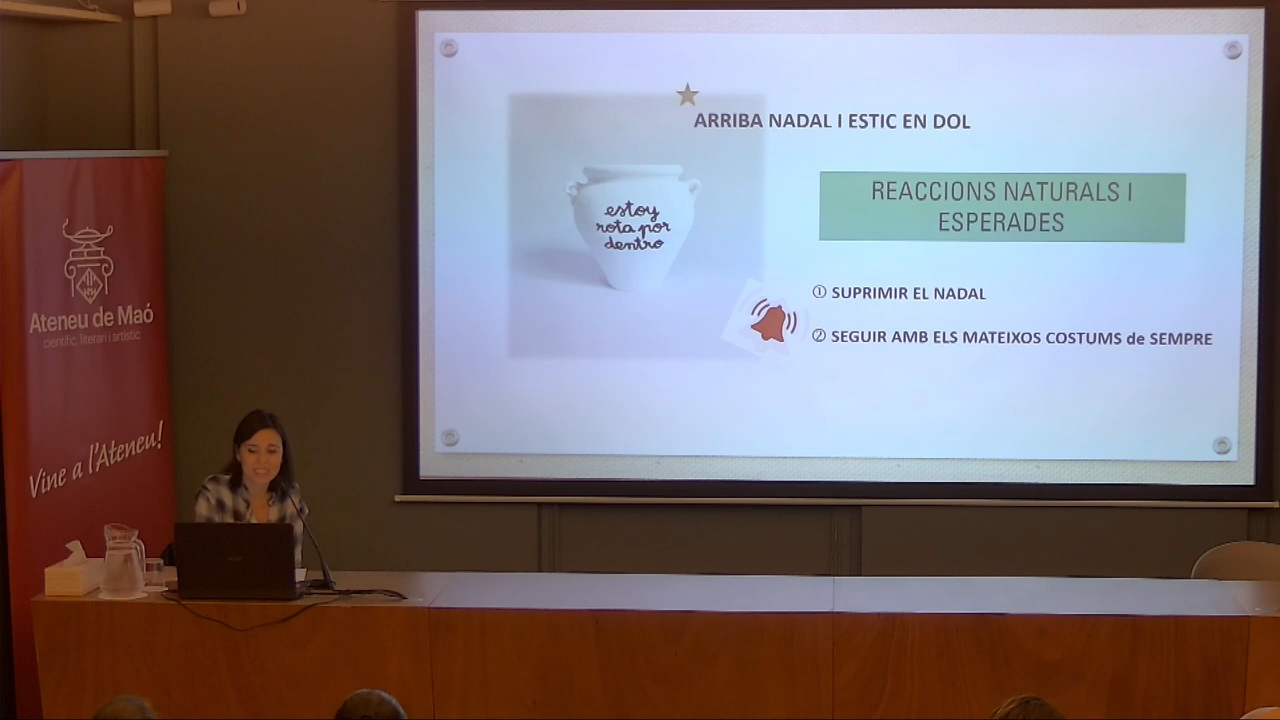 ARRIBA NADAL I ESTIC EN DOL
estoy
rota por
dentro
REACCIONS NATURALS I
ESPERADES
① SUPRIMIR EL NADAL
② SEGUIR AMB ELS MATEIXOS COSTUMS de SEMPRE
Ateneu de Maó
científic, literari i artístic
Vine a l'Ateneu!